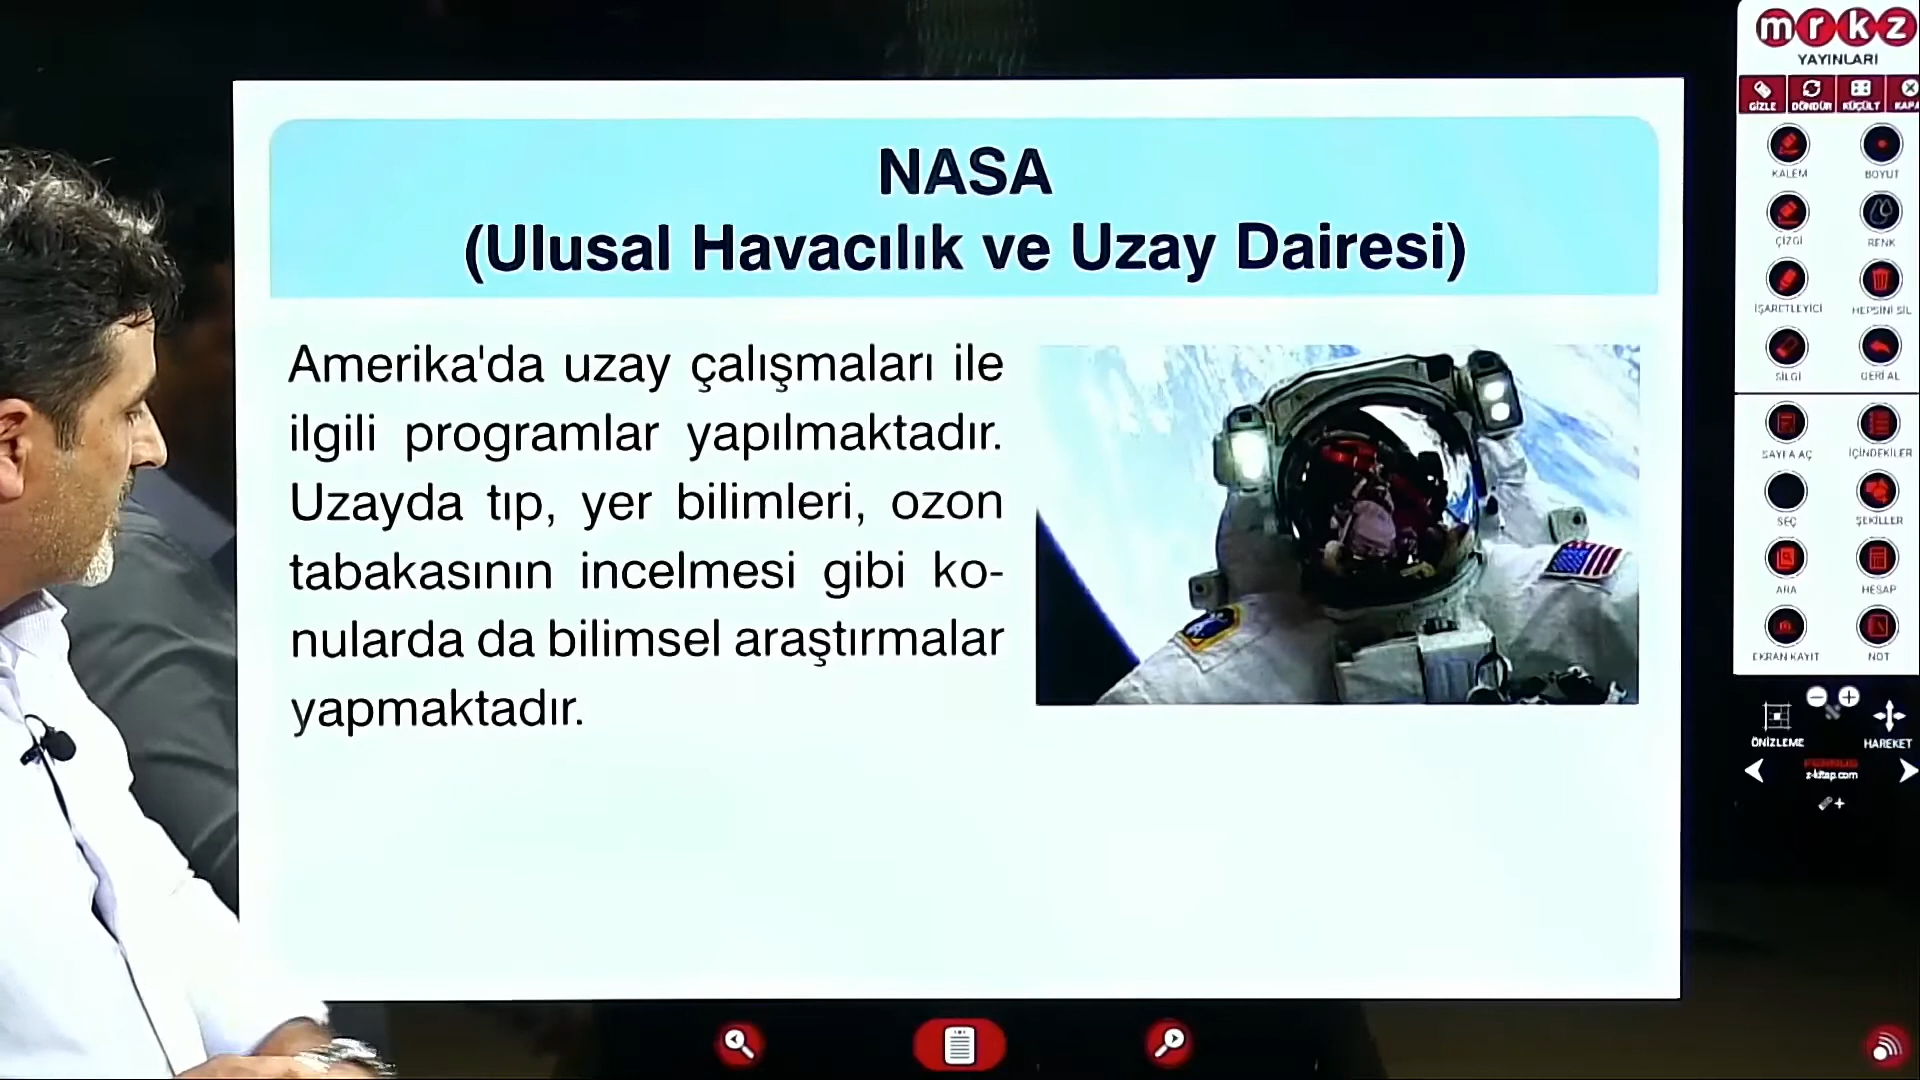 mrkz
YAYINLARI
GİZLE DÖNDÜR KÜÇÜLT KAPA
NASA
(Ulusal Havacılık ve Uzay Dairesi)
Amerika'da uzay çalışmaları ile
ilgili programlar yapılmaktadır.
Uzayda tıp, yer bilimleri, ozon
tabakasının incelmesi gibi ko-
nularda da bilimsel araştırmalar
yapmaktadır.
KALEM BOYUT
ÇİZGİ RENK
İŞARETLEYİCİ HEPSİNİ SİL
SİLGİ GERİ AL
SAYFA AÇ İÇİNDEKİLER
SEÇ ŞEKİLLER
ARA HESAP
EKRAN KAYIT NOT
ÖNİZLEME HAREKET
FERNUS
z-kitap.com